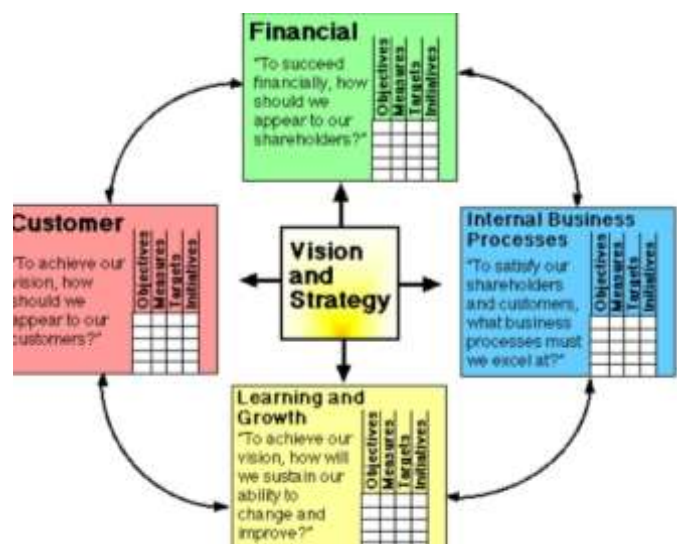 Financial
"To succeed
financially, how
should we
appear to our
shareholders?"
Objectives
Measures
Targets
Initiatives
Customer
"To achieve our
vision, how
should we
appear to our
customers?"
Objectives
Measures
Targets
Initiatives
Vision
and
Strategy
Internal Business
Processes
"To satisfy our
shareholders
and customers,
what business
processes must
we excel at?"
Objectives
Measures
Targets
Initiatives
Learning and
Growth
"To achieve our
vision, how will
we sustain our
ability to
change and
improve?"
Objectives
Measures
Targets
Initiatives